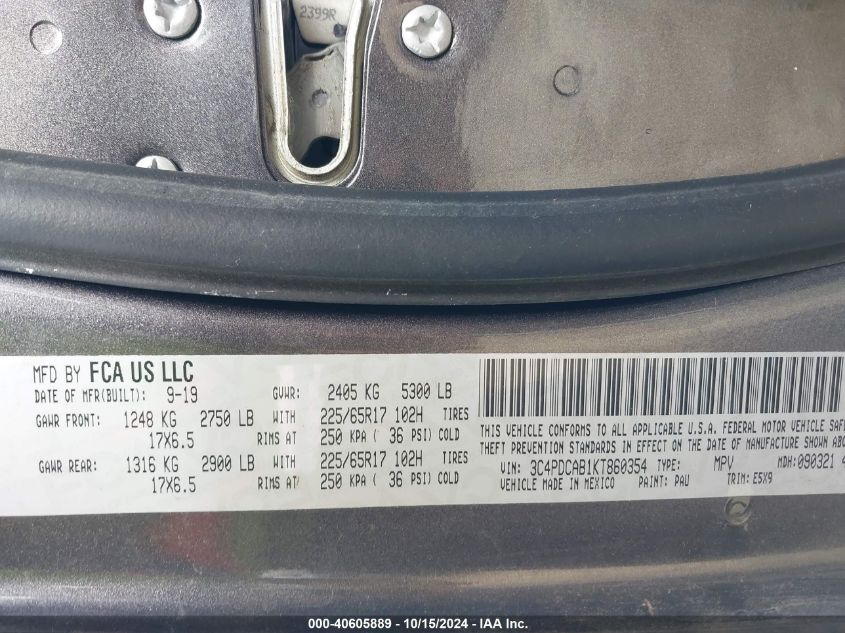 2399R
MFD BY FCA US LLC
DATE OF MFR(BUILT): 9-19 GVWR: 2405 KG 5300 LB
GAWR FRONT: 1248 KG 2750 LB WITH 225/65R17 102H TIRES
17X6.5 RIMS AT 250 KPA ( 36 PSI) COLD
GAWR REAR: 1316 KG 2900 LB WITH 225/65R17 102H TIRES
17X6.5 RIMS AT 250 KPA ( 36 PSI) COLD
THIS VEHICLE CONFORMS TO ALL APPLICABLE U.S.A. FEDERAL MOTOR VEHICLE SAFE
THEFT PREVENTION STANDARDS IN EFFECT ON THE DATE OF MANUFACTURE SHOWN ABO
VIN: 3C4PDCAB1KT860354 TYPE: MPV MDH:090321 4
VEHICLE MADE IN MEXICO PAINT: PAU TRIM: E5X9
000-40605889 - 10/15/2024 - IAA Inc.